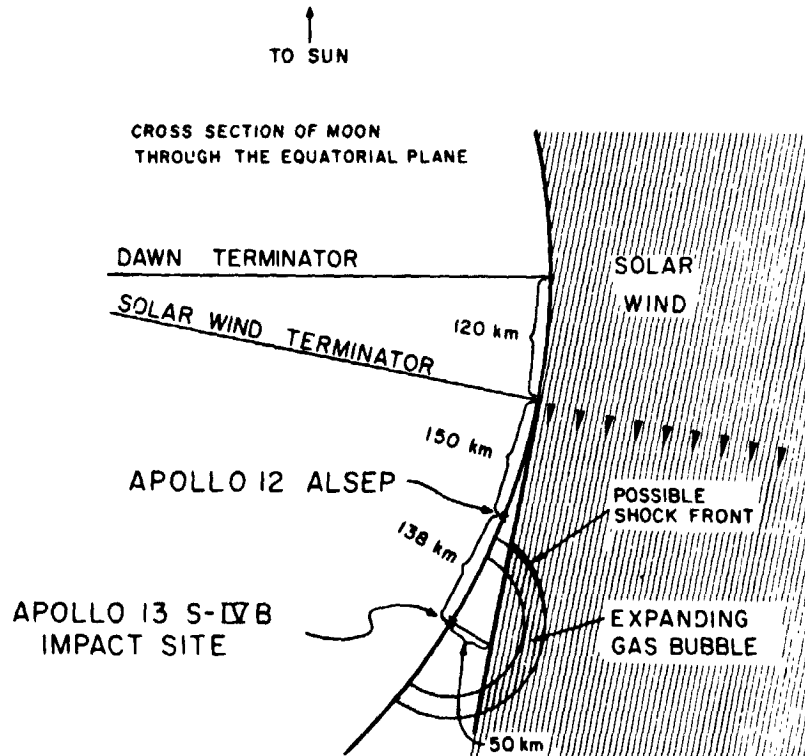 TO SUN
CROSS SECTION OF MOON
THROUGH THE EQUATORIAL PLANE
DAWN TERMINATOR
SOLAR WIND TERMINATOR
SOLAR
WIND
120 km
150 km
APOLLO 12 ALSEP
138 km
POSSIBLE
SHOCK FRONT
APOLLO 13 S-IVB
IMPACT SITE
EXPANDING
GAS BUBBLE
50 km